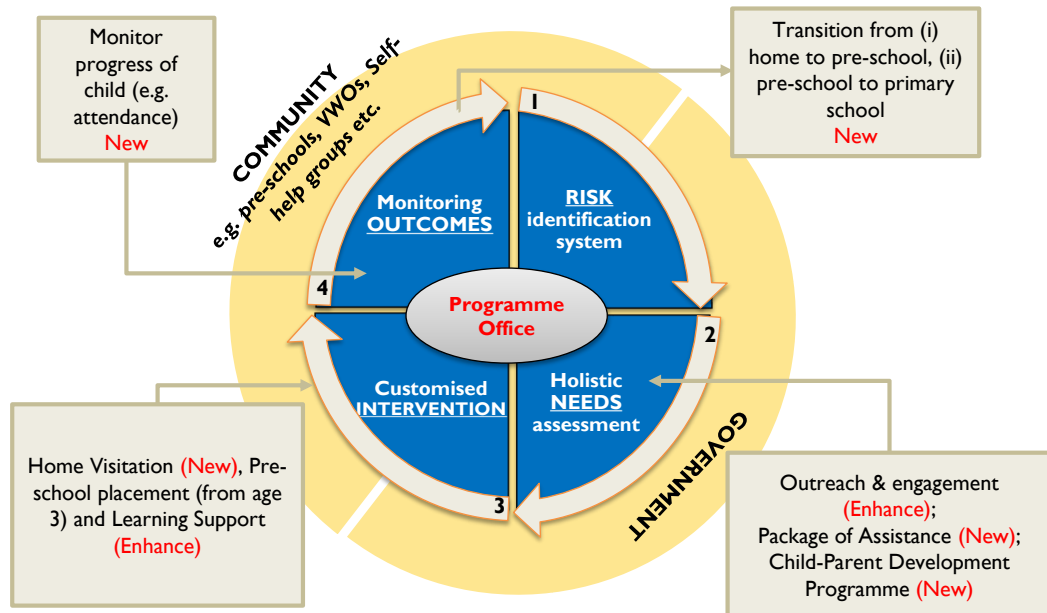 Monitor
progress of
child (e.g.
attendance)
New
Transition from (i)
home to pre-school, (ii)
pre-school to primary
school
New
COMMUNITY
e.g. pre-schools, VWOs, Self-
help groups etc.
1
Monitoring
OUTCOMES
RISK
identification
system
4
Programme
Office
2
Customised
INTERVENTION
Holistic
NEEDS
assessment
3
GOVERNMENT
Home Visitation (New), Pre-
school placement (from age
3) and Learning Support
(Enhance)
Outreach & engagement
(Enhance);
Package of Assistance (New);
Child-Parent Development
Programme (New)